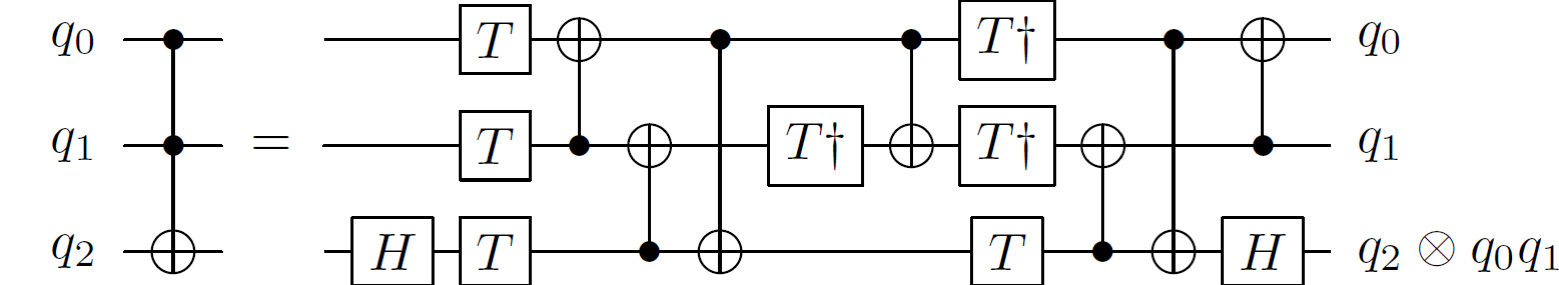 q₀ T T† q₀
q₁ = T T† T† q₁
q₂ H T T H q₂ ⊗ q₀q₁